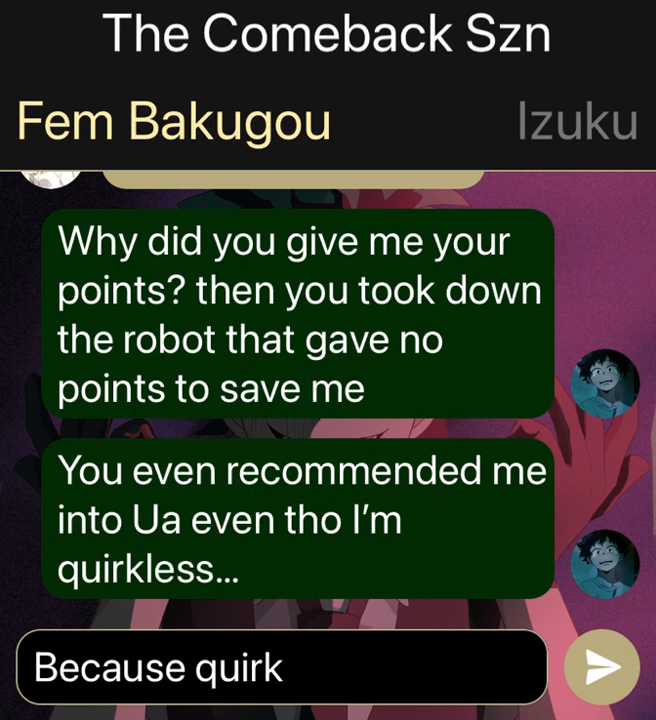 The Comeback Szn
Fem Bakugou
Izuku
Why did you give me your
points? then you took down
the robot that gave no
points to save me
You even recommended me
into Ua even tho I'm
quirkless...
Because quirk